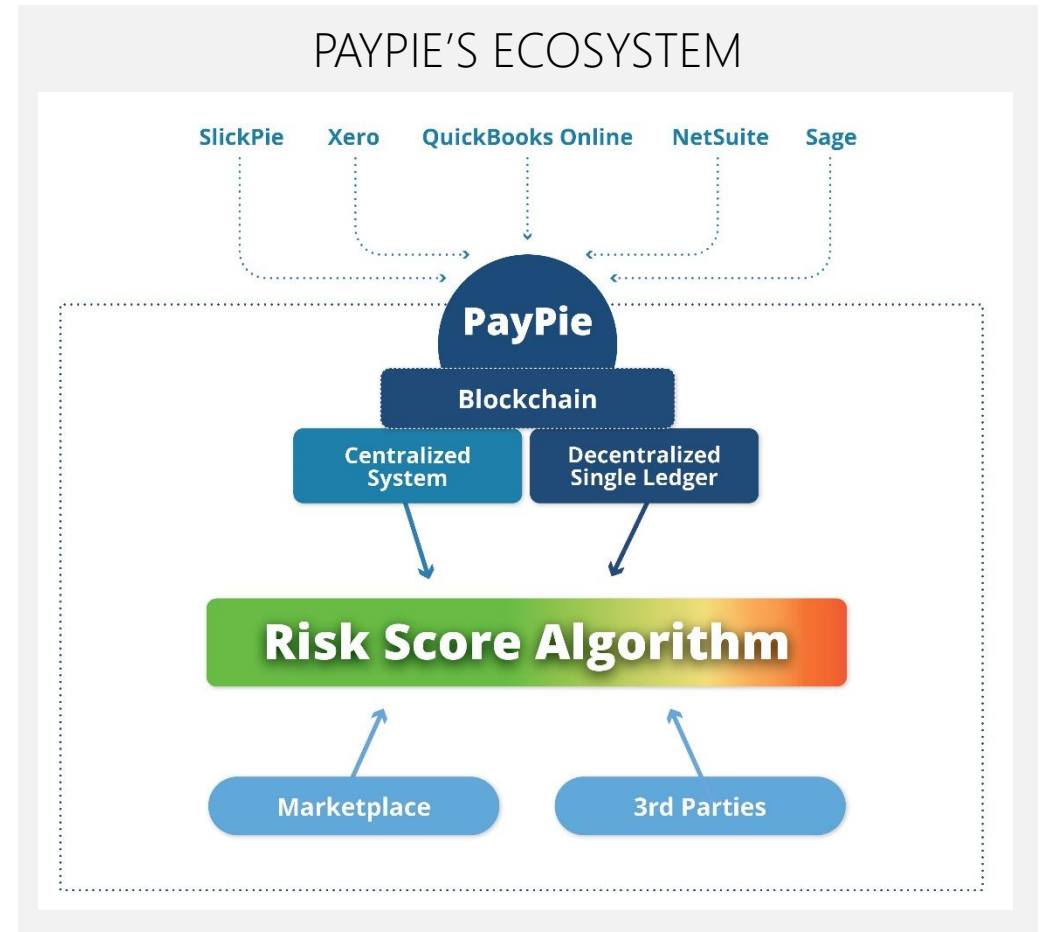 PAYPIE'S ECOSYSTEM
SlickPie Xero QuickBooks Online NetSuite Sage
PayPie
Blockchain
Centralized
System
Decentralized
Single Ledger
Risk Score Algorithm
Marketplace
3rd Parties